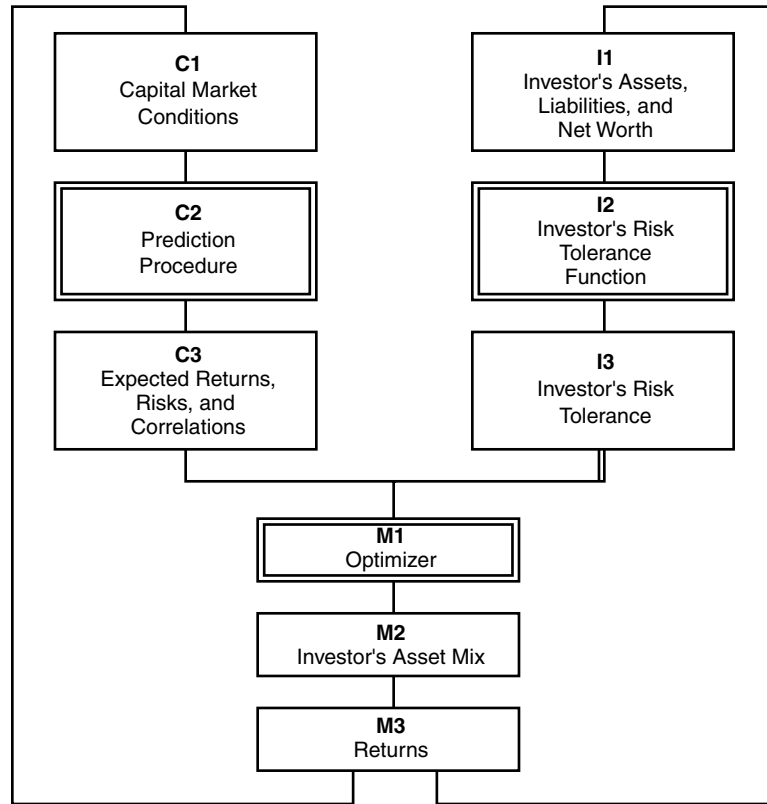 C1
Capital Market
Conditions
C2
Prediction
Procedure
C3
Expected Returns,
Risks, and
Correlations
I1
Investor's Assets,
Liabilities, and
Net Worth
I2
Investor's Risk
Tolerance
Function
I3
Investor's Risk
Tolerance
M1
Optimizer
M2
Investor's Asset Mix
M3
Returns